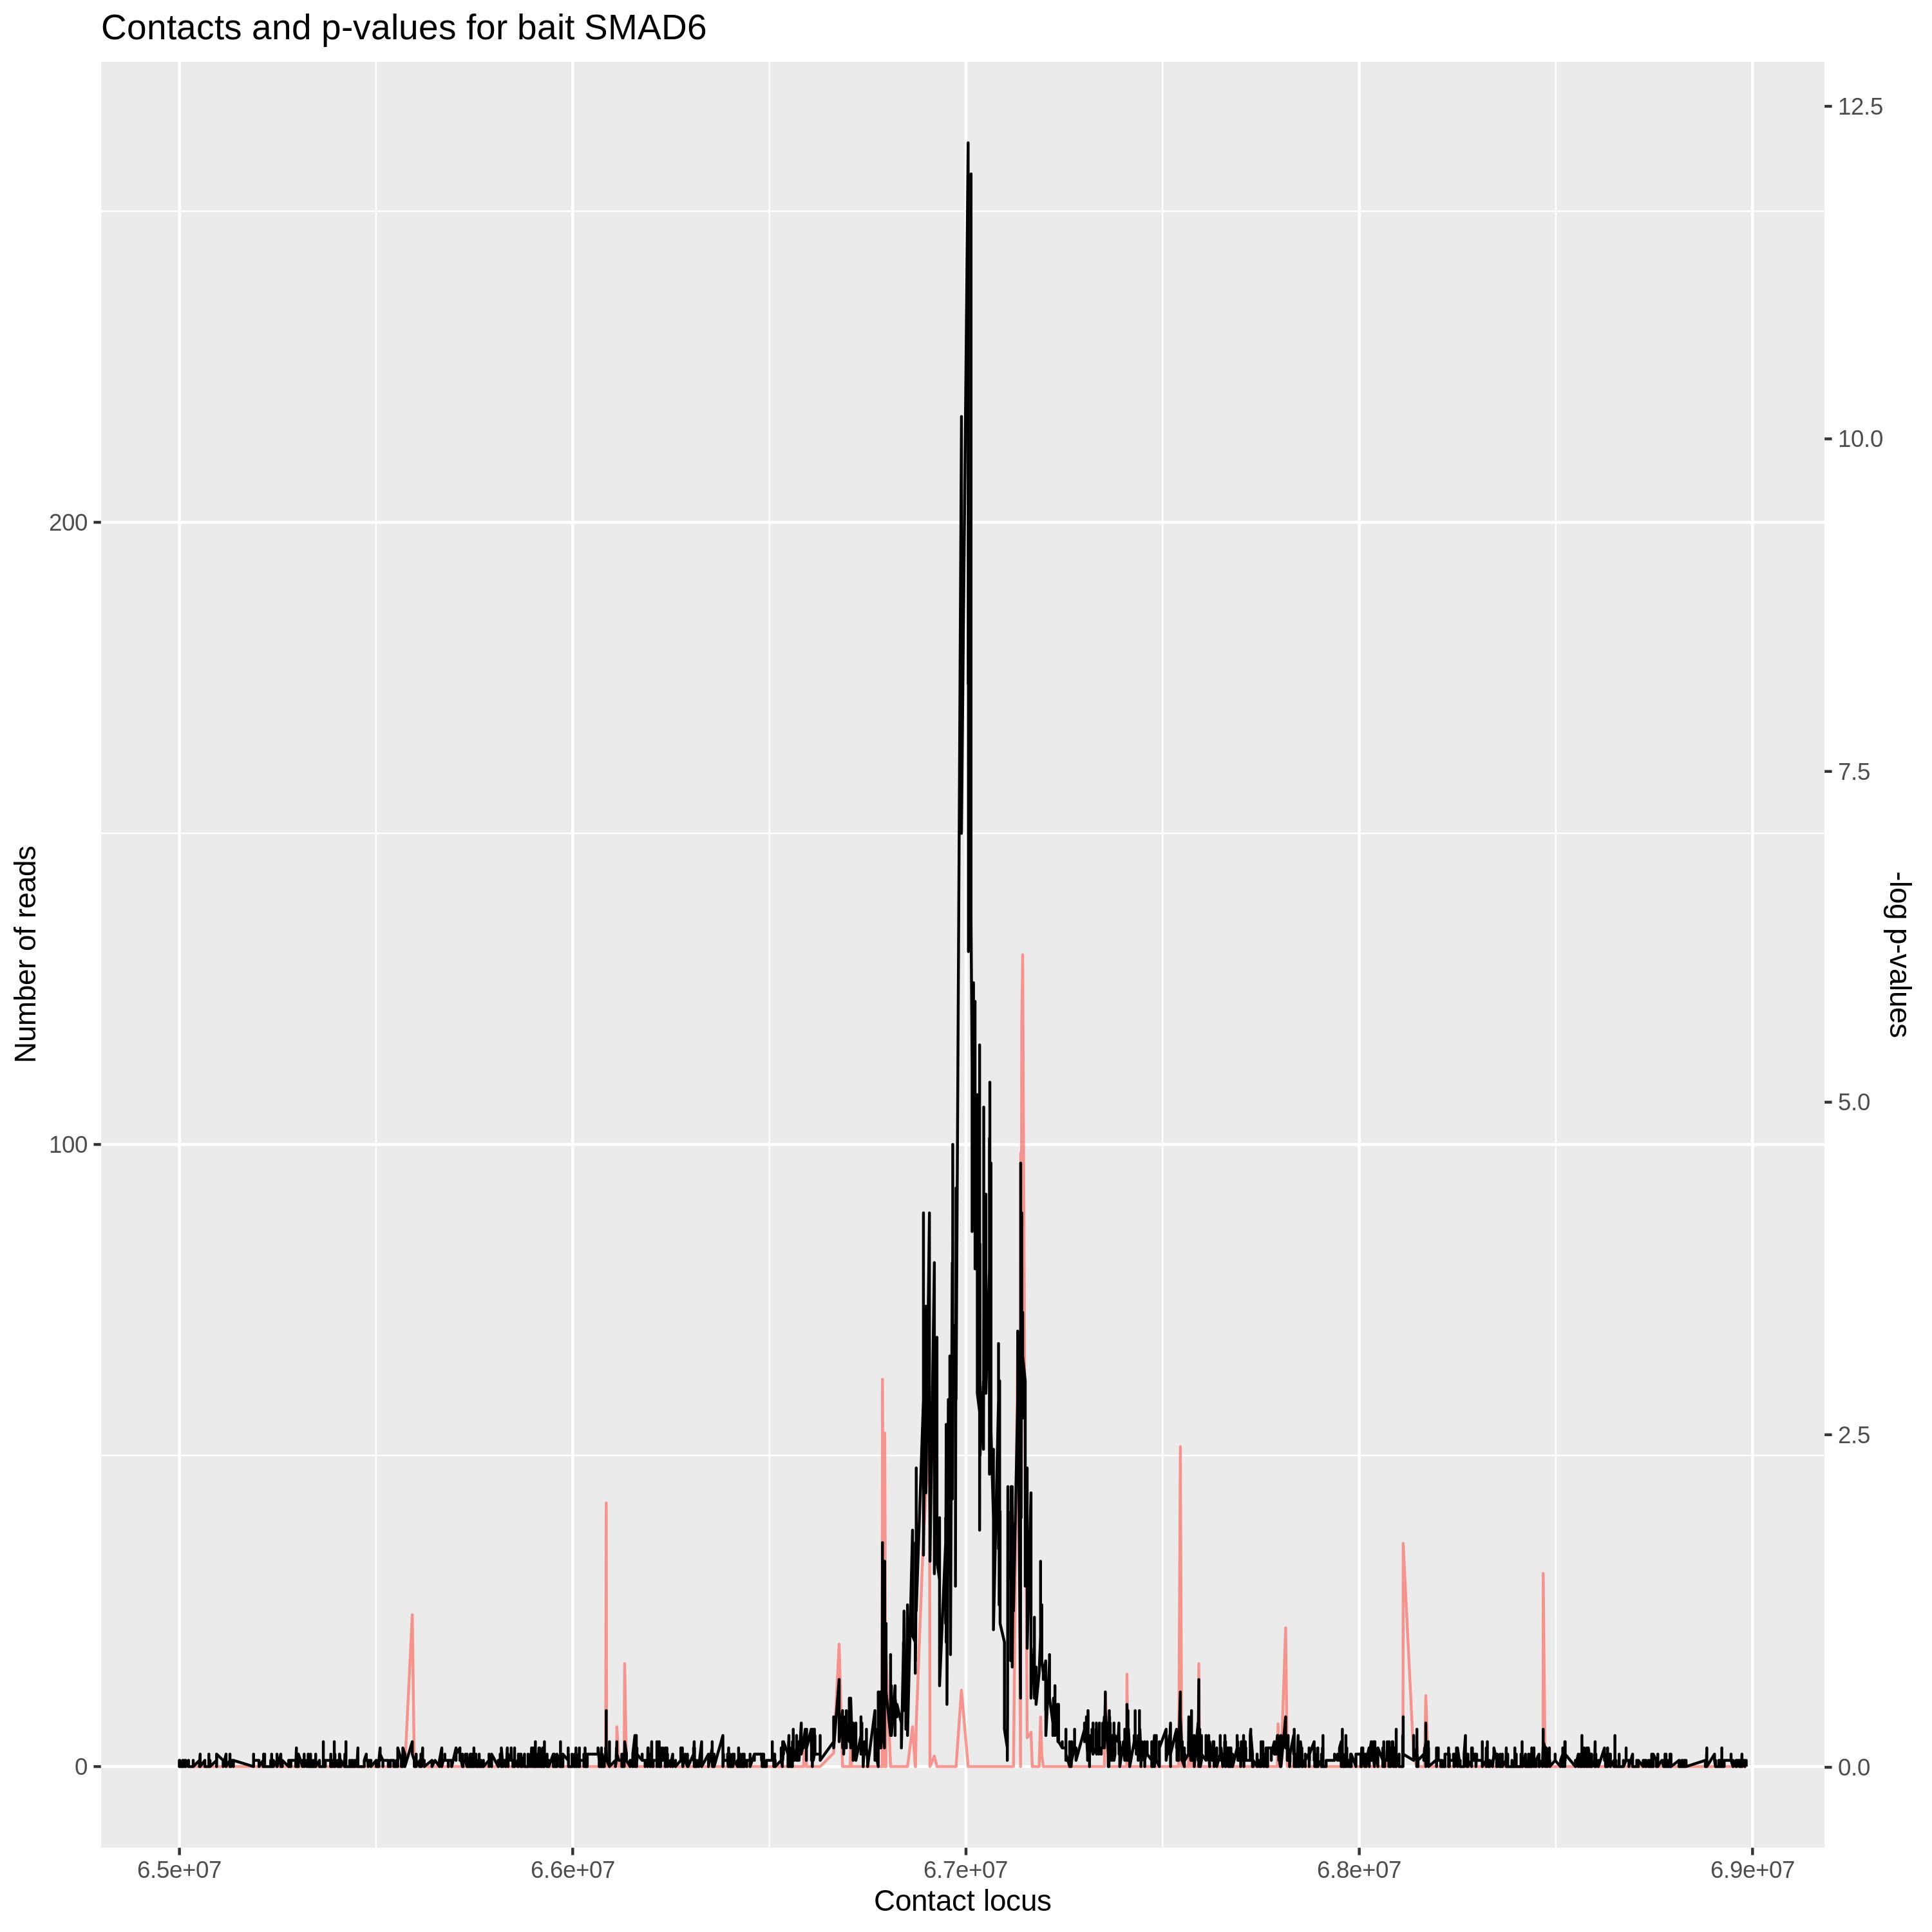 Contacts and p-values for bait SMAD6
12.5
10.0
200
7.5
Number of reads
-log p-values
5.0
100
2.5
0
0.0
6.5e+07 6.6e+07 6.7e+07 6.8e+07 6.9e+07
Contact locus